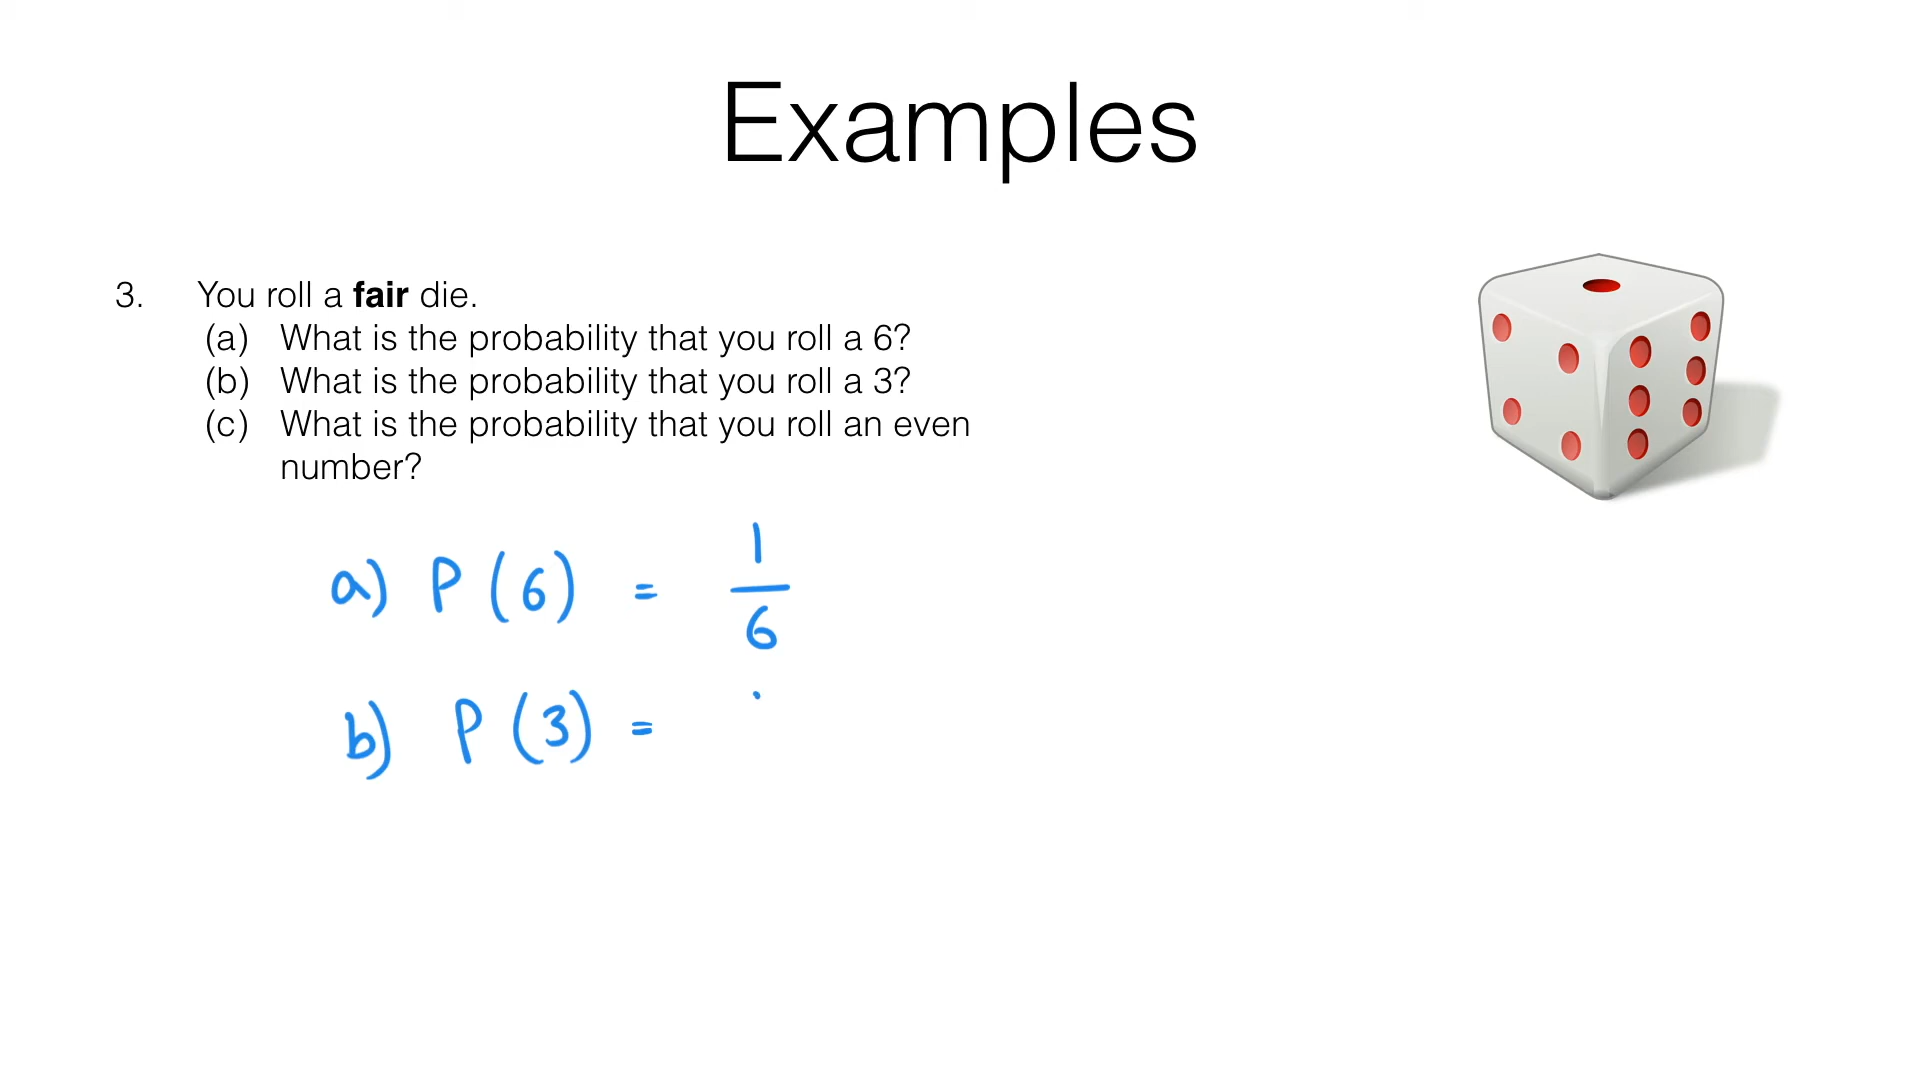 Examples
3. You roll a fair die.
(a) What is the probability that you roll a 6?
(b) What is the probability that you roll a 3?
(c) What is the probability that you roll an even
number?
a) P (6) = 1/6
b) P (3) =